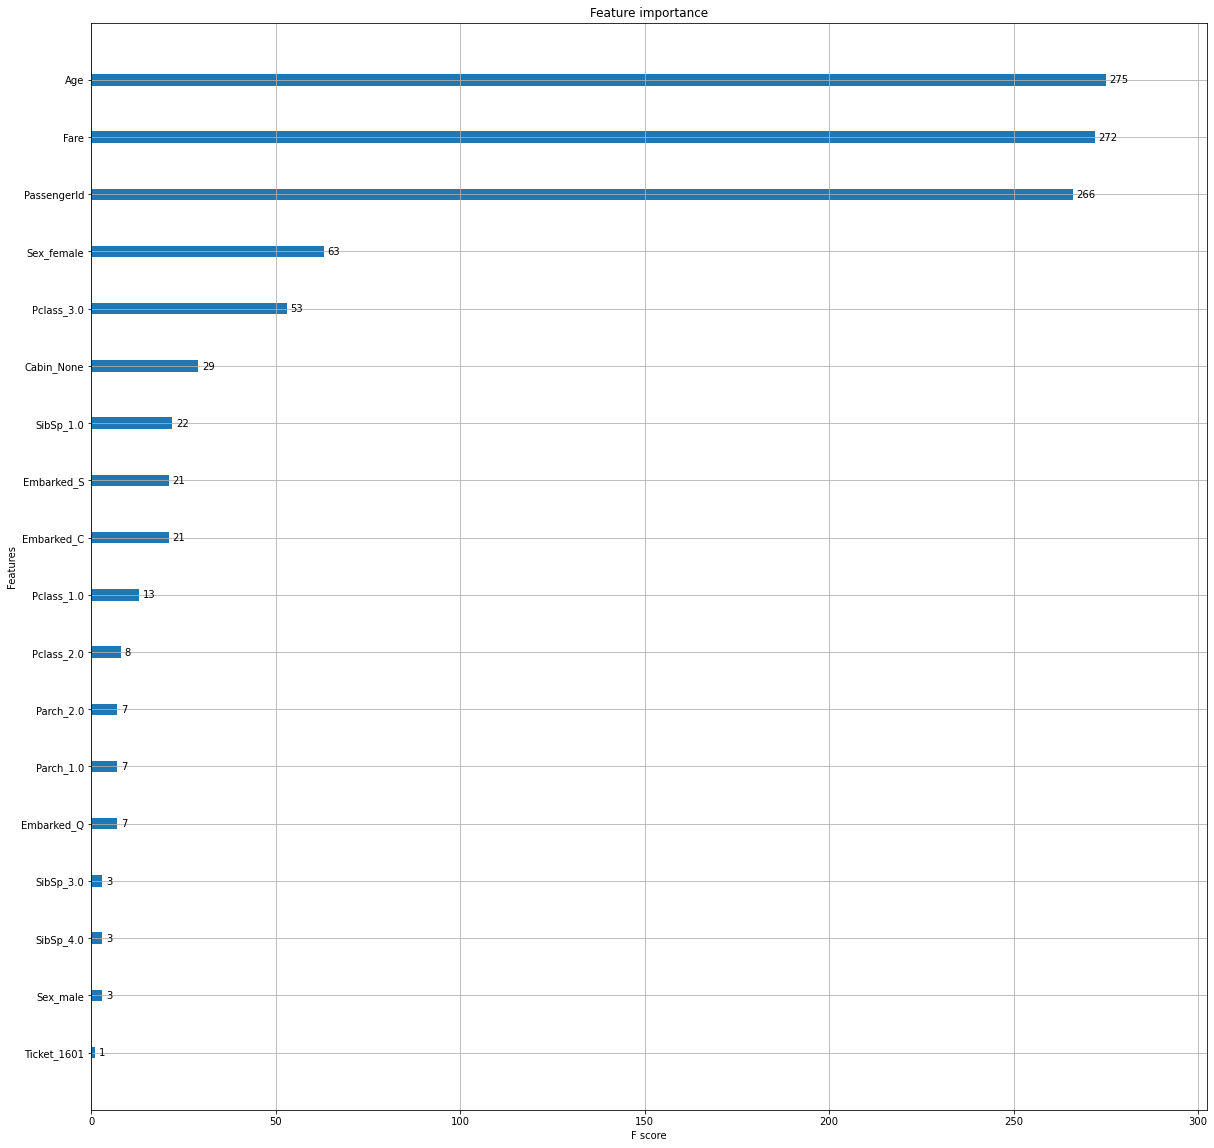 Feature importance
Age 275
Fare 272
PassengerId 266
Sex_female 63
Pclass_3.0 53
Cabin_None 29
SibSp_1.0 22
Embarked_S 21
Embarked_C 21
Features
Pclass_1.0 13
Pclass_2.0 8
Parch_2.0 7
Parch_1.0 7
Embarked_Q 7
SibSp_3.0 3
SibSp_4.0 3
Sex_male 3
Ticket_1601 1
0 50 100 150 200 250 300
F score